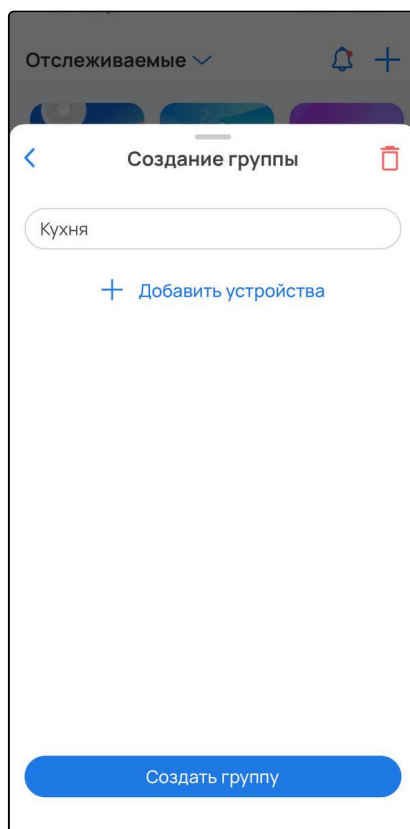 Отслеживаемые
Создание группы
Кухня
Добавить устройства
Создать группу